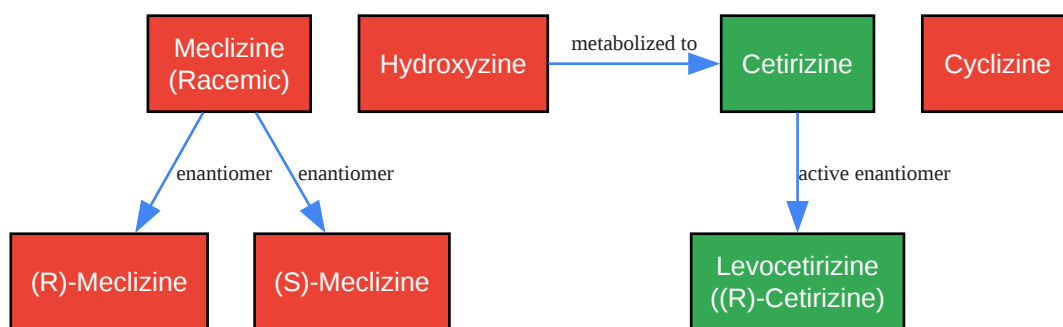 Meclizine
(Racemic)
Hydroxyzine
metabolized to
Cetirizine
Cyclizine
enantiomer
enantiomer
active enantiomer
(R)-Meclizine
(S)-Meclizine
Levocetirizine
((R)-Cetirizine)